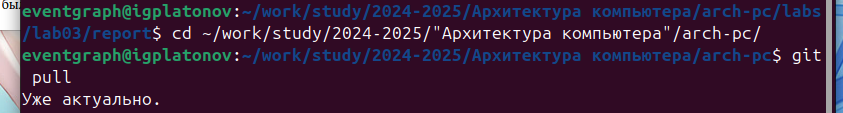 бы
eventgraph@igplatonov:~/work/study/2024-2025/Архитектура компьютера/arch-pc/labs
/lab03/report$ cd ~/work/study/2024-2025/"Архитектура компьютера"/arch-pc/
eventgraph@igplatonov:~/work/study/2024-2025/Архитектура компьютера/arch-pc$ git
 pull
Уже актуально.